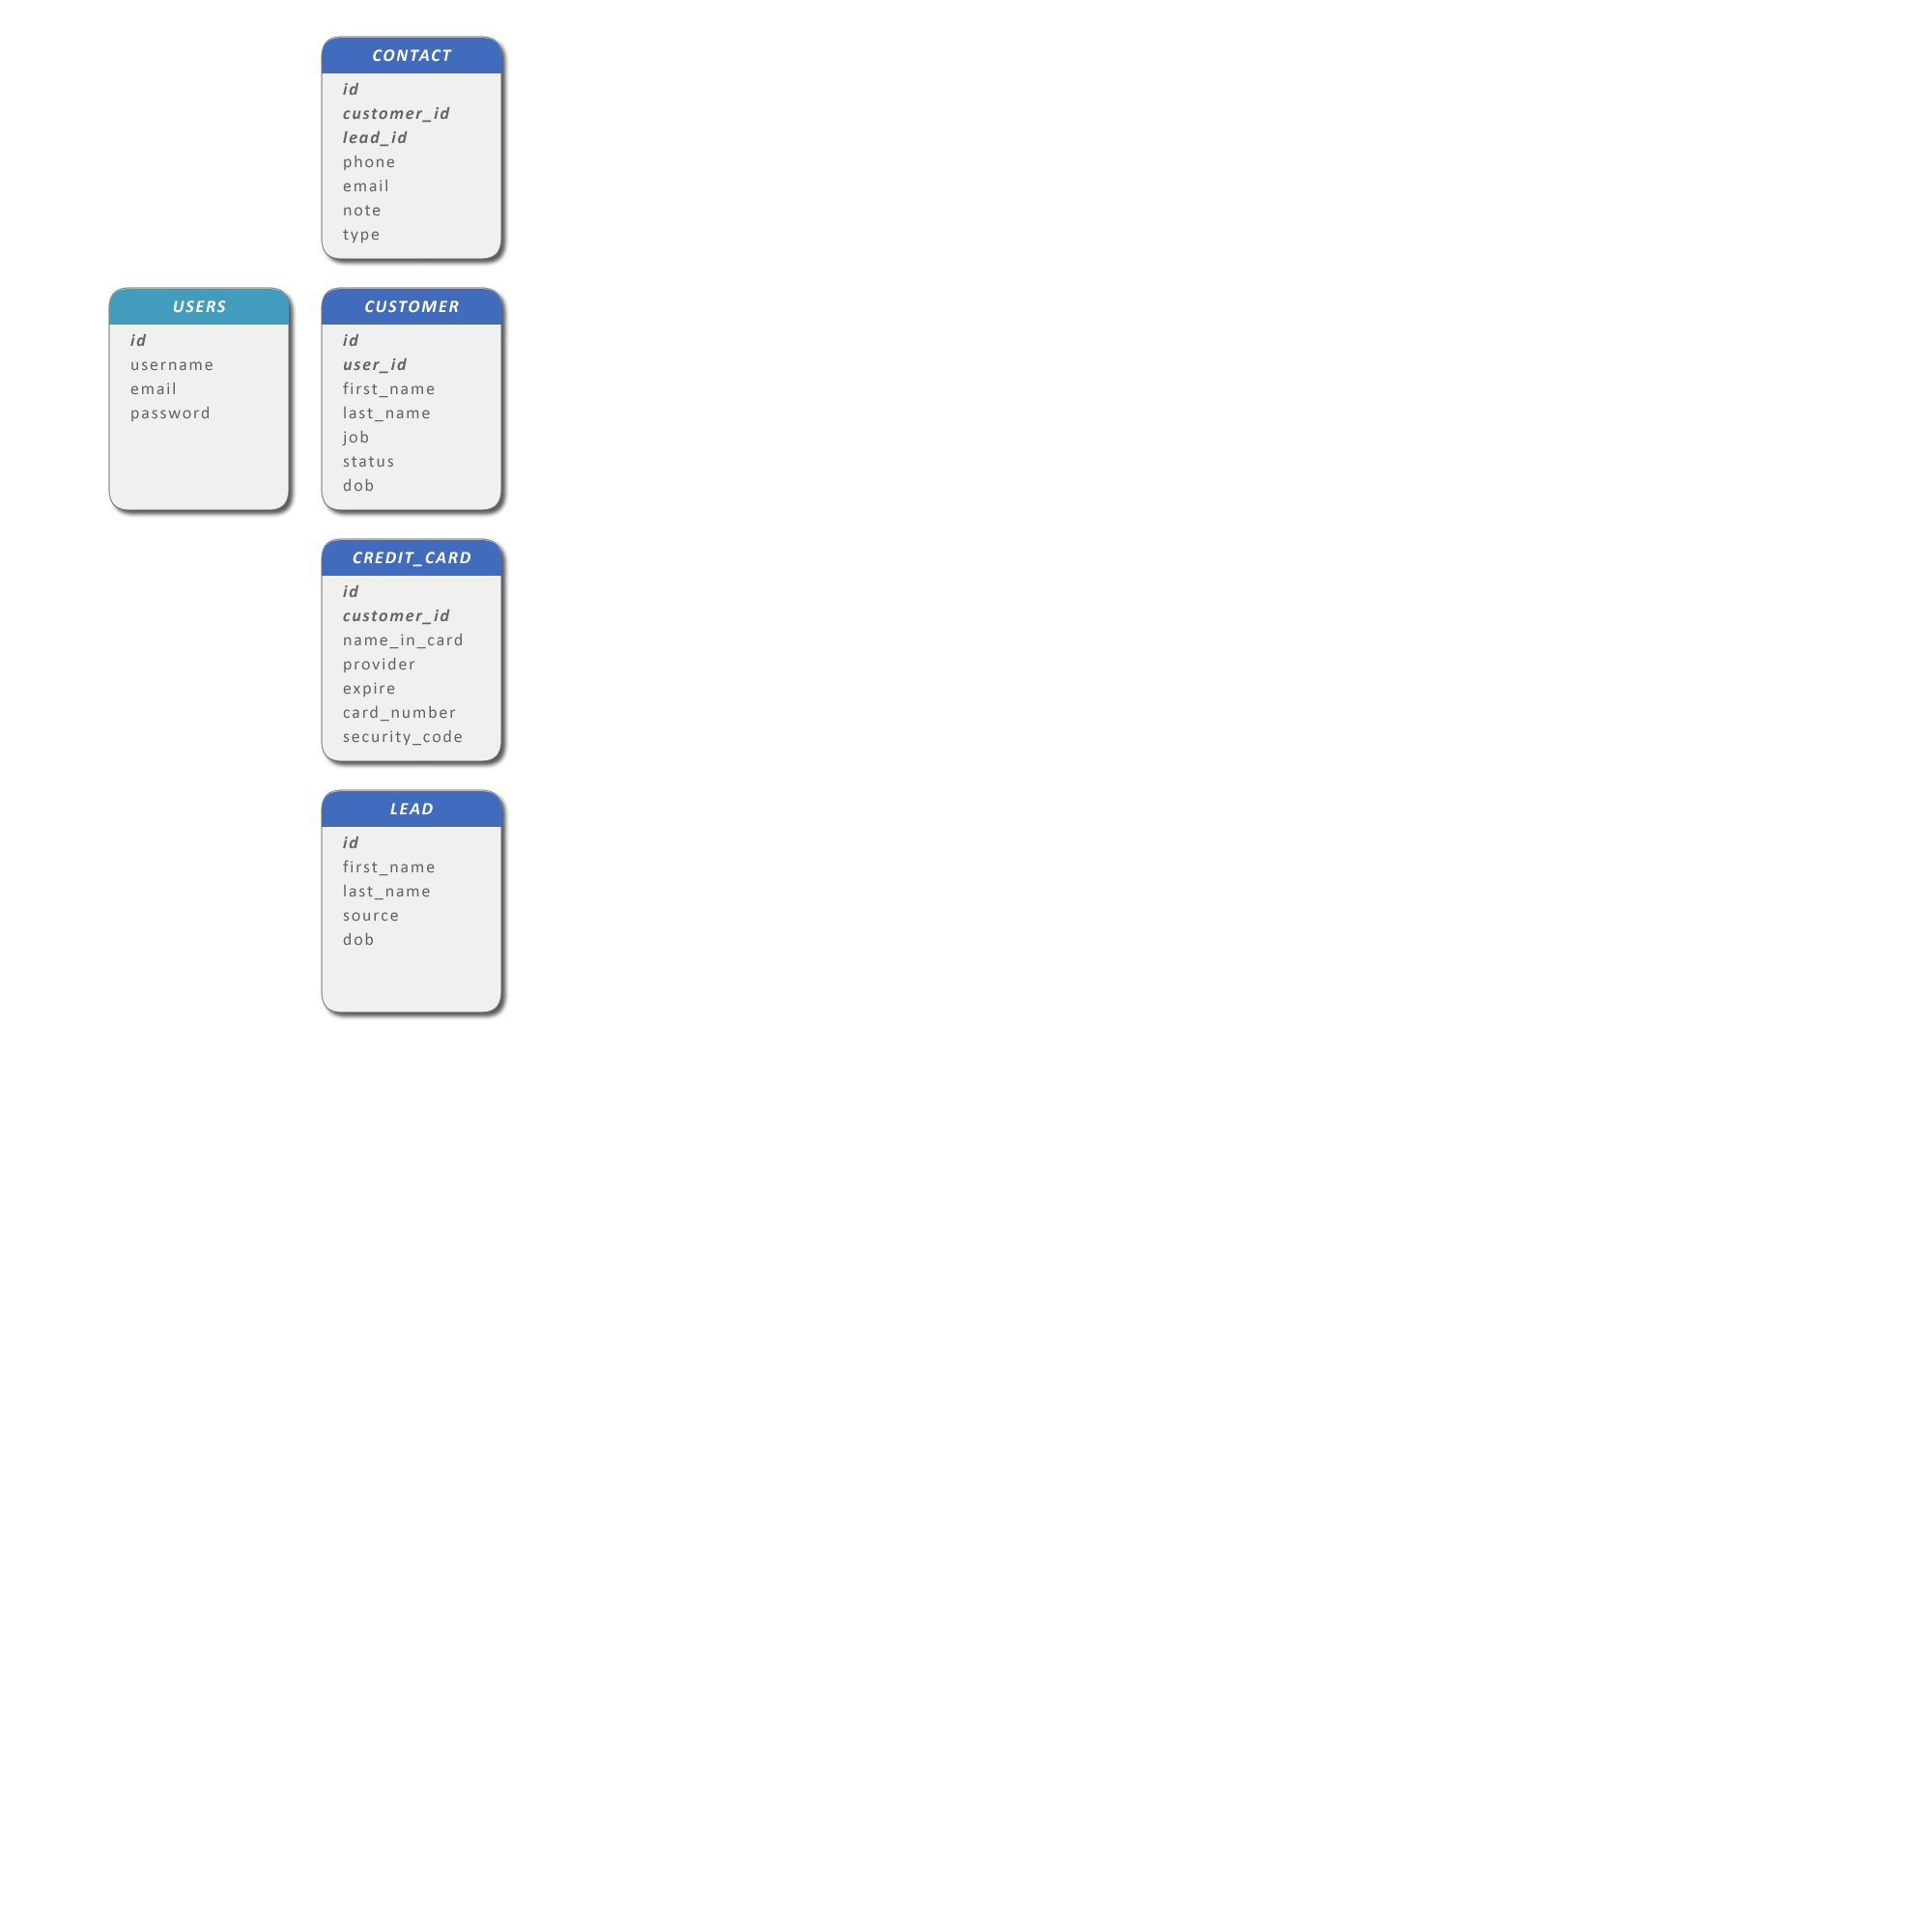 CONTACT
id
customer_id
lead_id
phone
email
note
type
USERS
id
username
email
password
CUSTOMER
id
user_id
first_name
last_name
job
status
dob
CREDIT_CARD
id
customer_id
name_in_card
provider
expire
card_number
security_code
LEAD
id
first_name
last_name
source
dob